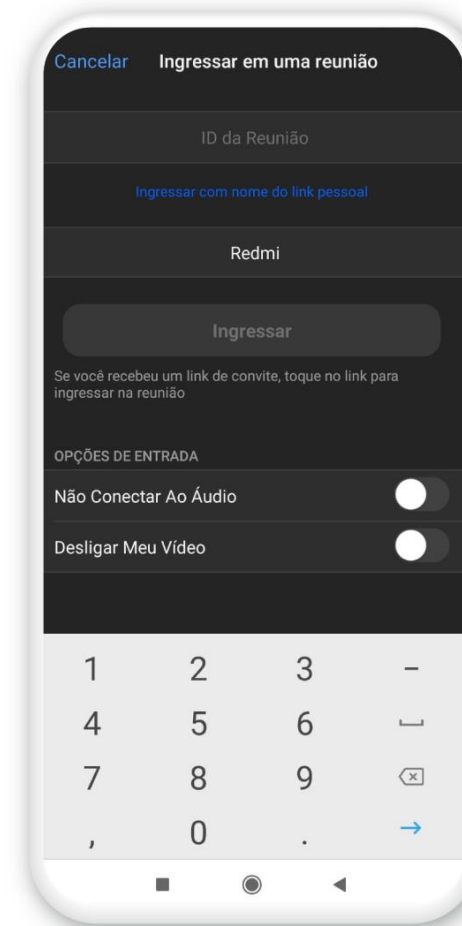 Cancelar Ingressar em uma reunião
ID da Reunião
Ingressar com nome do link pessoal
Redmi
Ingressar
Se você recebeu um link de convite, toque no link para
ingressar na reunião
OPÇÕES DE ENTRADA
Não Conectar Ao Áudio
Desligar Meu Vídeo
1 2 3 –
4 5 6
7 8 9
, 0 .